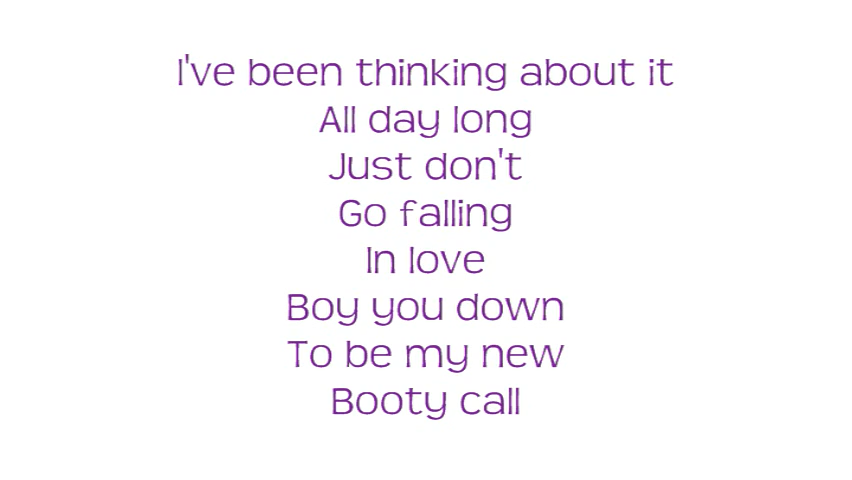 I've been thinking about it
All day long
Just don't
Go falling
In love
Boy you down
To be my new
Booty call